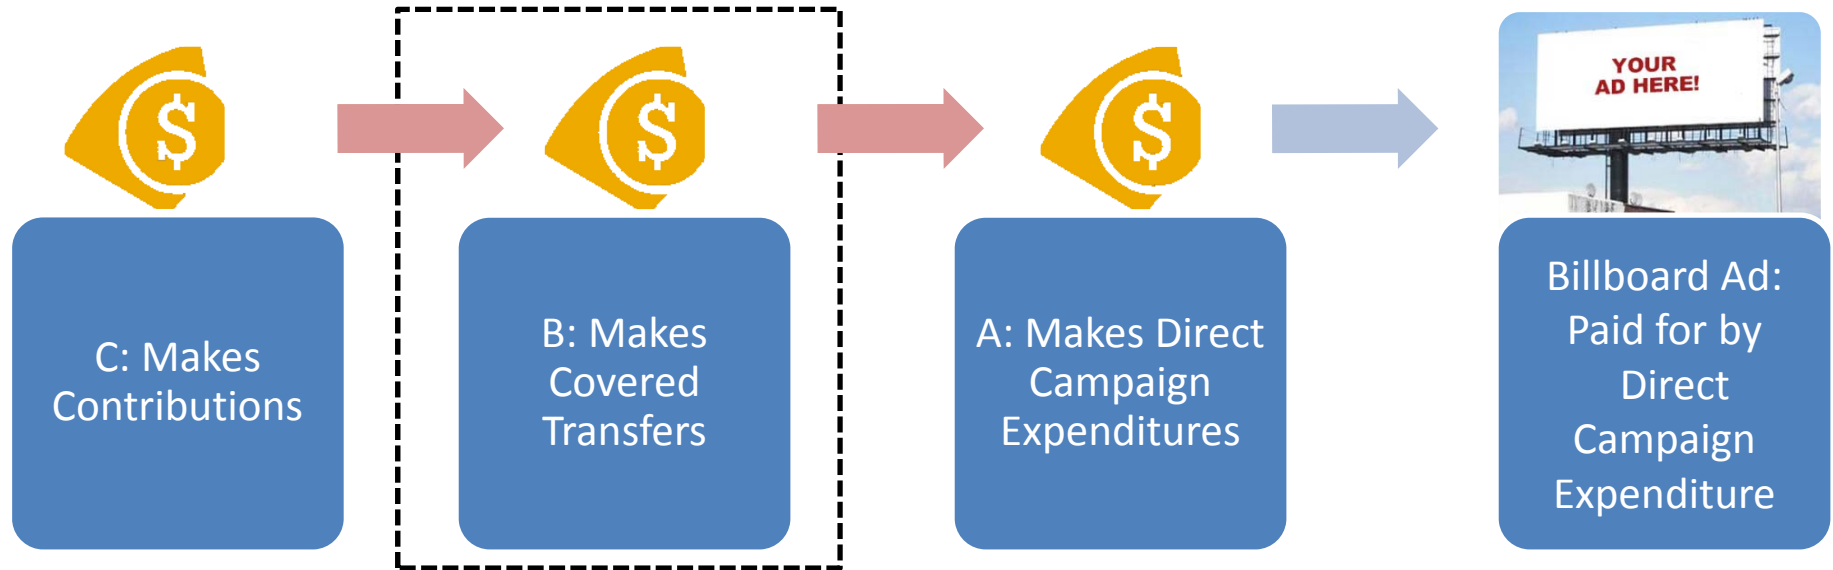 $
$
$
YOUR
AD HERE!
C: Makes
Contributions
B: Makes
Covered
Transfers
A: Makes Direct
Campaign
Expenditures
Billboard Ad:
Paid for by
Direct
Campaign
Expenditure